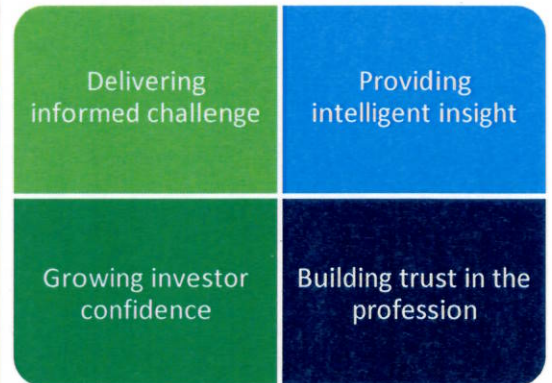 Delivering
informed challenge
Providing
intelligent insight
Growing investor
confidence
Building trust in the
profession